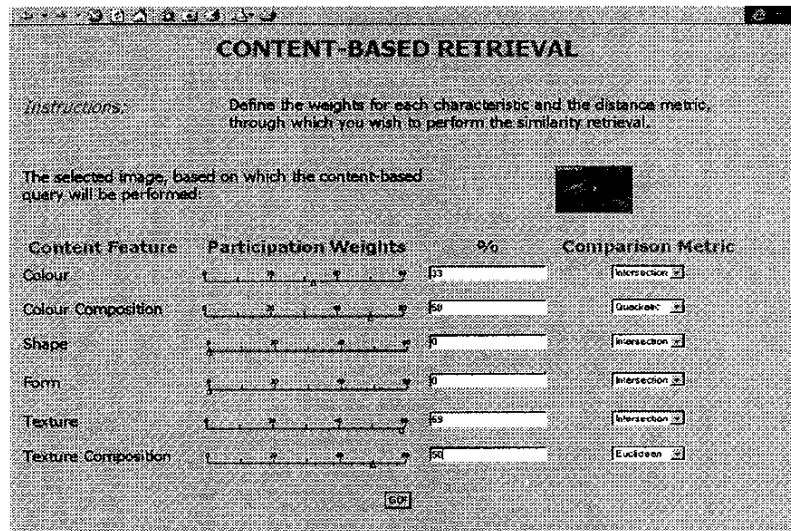 CONTENT-BASED RETRIEVAL
Instructions: Define the weights for each characteristic and the distance metric,
through which you wish to perform the similarity retrieval.
The selected image, based on which the content-based
query will be performed:
Content Feature Participation Weights % Comparison Metric
Colour 33 Intersection
Colour Composition 50 Quadratic
Shape 0 Intersection
Form 0 Intersection
Texture Intersection
Texture Composition 50 Euclidean
GO!